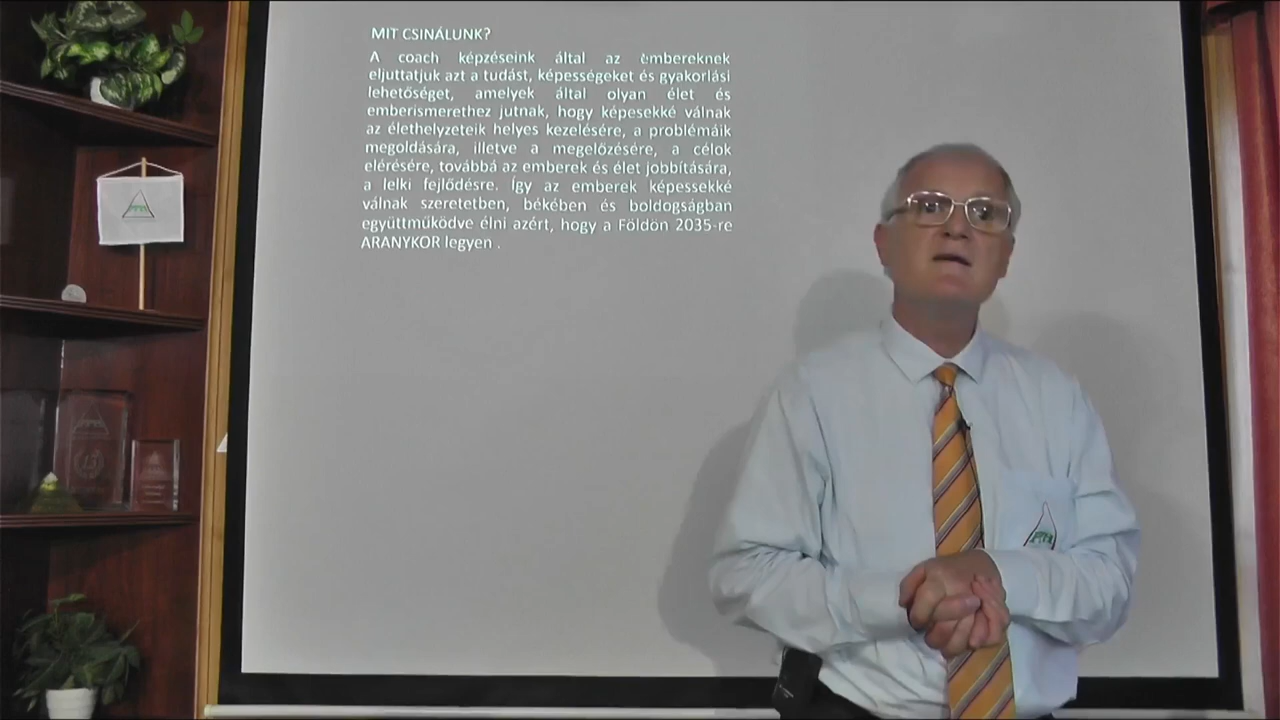 MIT CSINÁLUNK?
A coach képzéseink által az embereknek
eljuttatjuk azt a tudást, képességeket és gyakorlási
lehetőséget, amelyek által olyan élet és
emberismerethez jutnak, hogy képesekké válnak
az élethelyzeteik helyes kezelésére, a problémáik
megoldására, illetve a megelőzésére, a célok
elérésére, továbbá az emberek és élet jobbítására,
a lelki fejlődésre. Így az emberek képessekké
válnak szeretetben, békében és boldogságban
együttműködve élni azért, hogy a Földön 2035-re
ARANYKOR legyen .